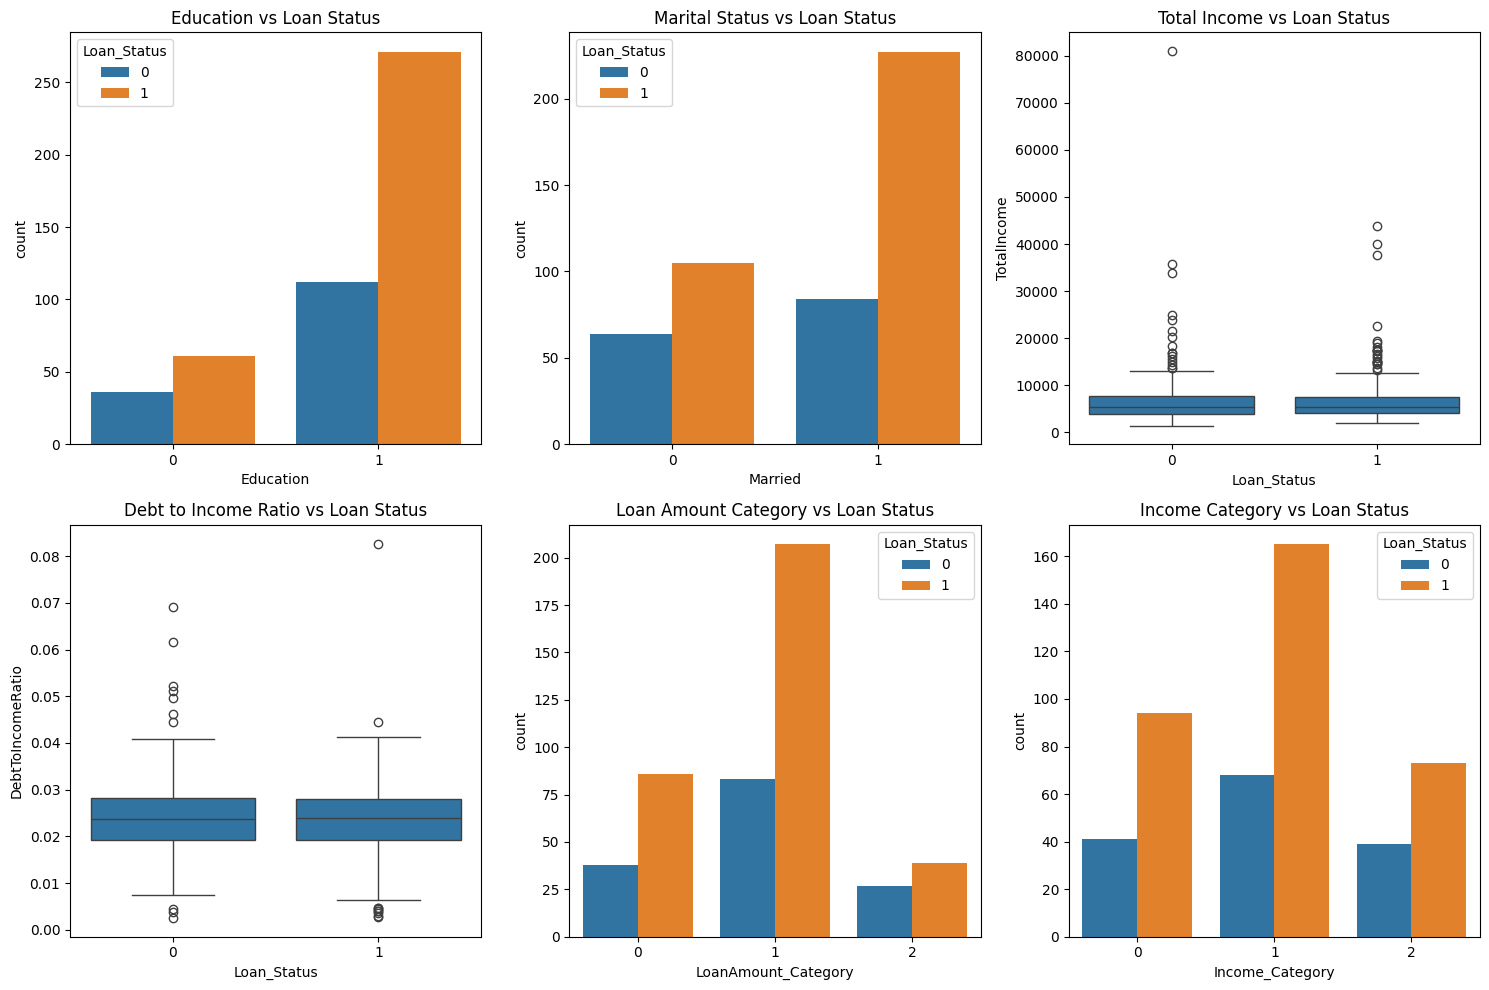 Education vs Loan Status
Loan_Status
0
1
250
200
150
100
50
0
count
0 1
Education
Marital Status vs Loan Status
Loan_Status
0
1
200
150
100
50
0
count
0 1
Married
Total Income vs Loan Status
80000
70000
60000
50000
40000
30000
20000
10000
0
TotalIncome
0 1
Loan_Status
Debt to Income Ratio vs Loan Status
0.08
0.07
0.06
0.05
0.04
0.03
0.02
0.01
0.00
DebtToIncomeRatio
0 1
Loan_Status
Loan Amount Category vs Loan Status
Loan_Status
0
1
200
175
150
125
100
75
50
25
0
count
0 1 2
LoanAmount_Category
Income Category vs Loan Status
Loan_Status
0
1
160
140
120
100
80
60
40
20
0
count
0 1 2
Income_Category